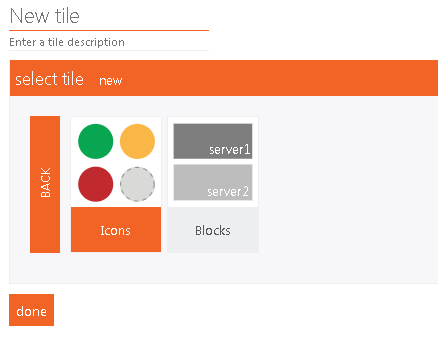 New tile
Enter a tile description
select tile new
BACK
server1
server2
Icons
Blocks
done